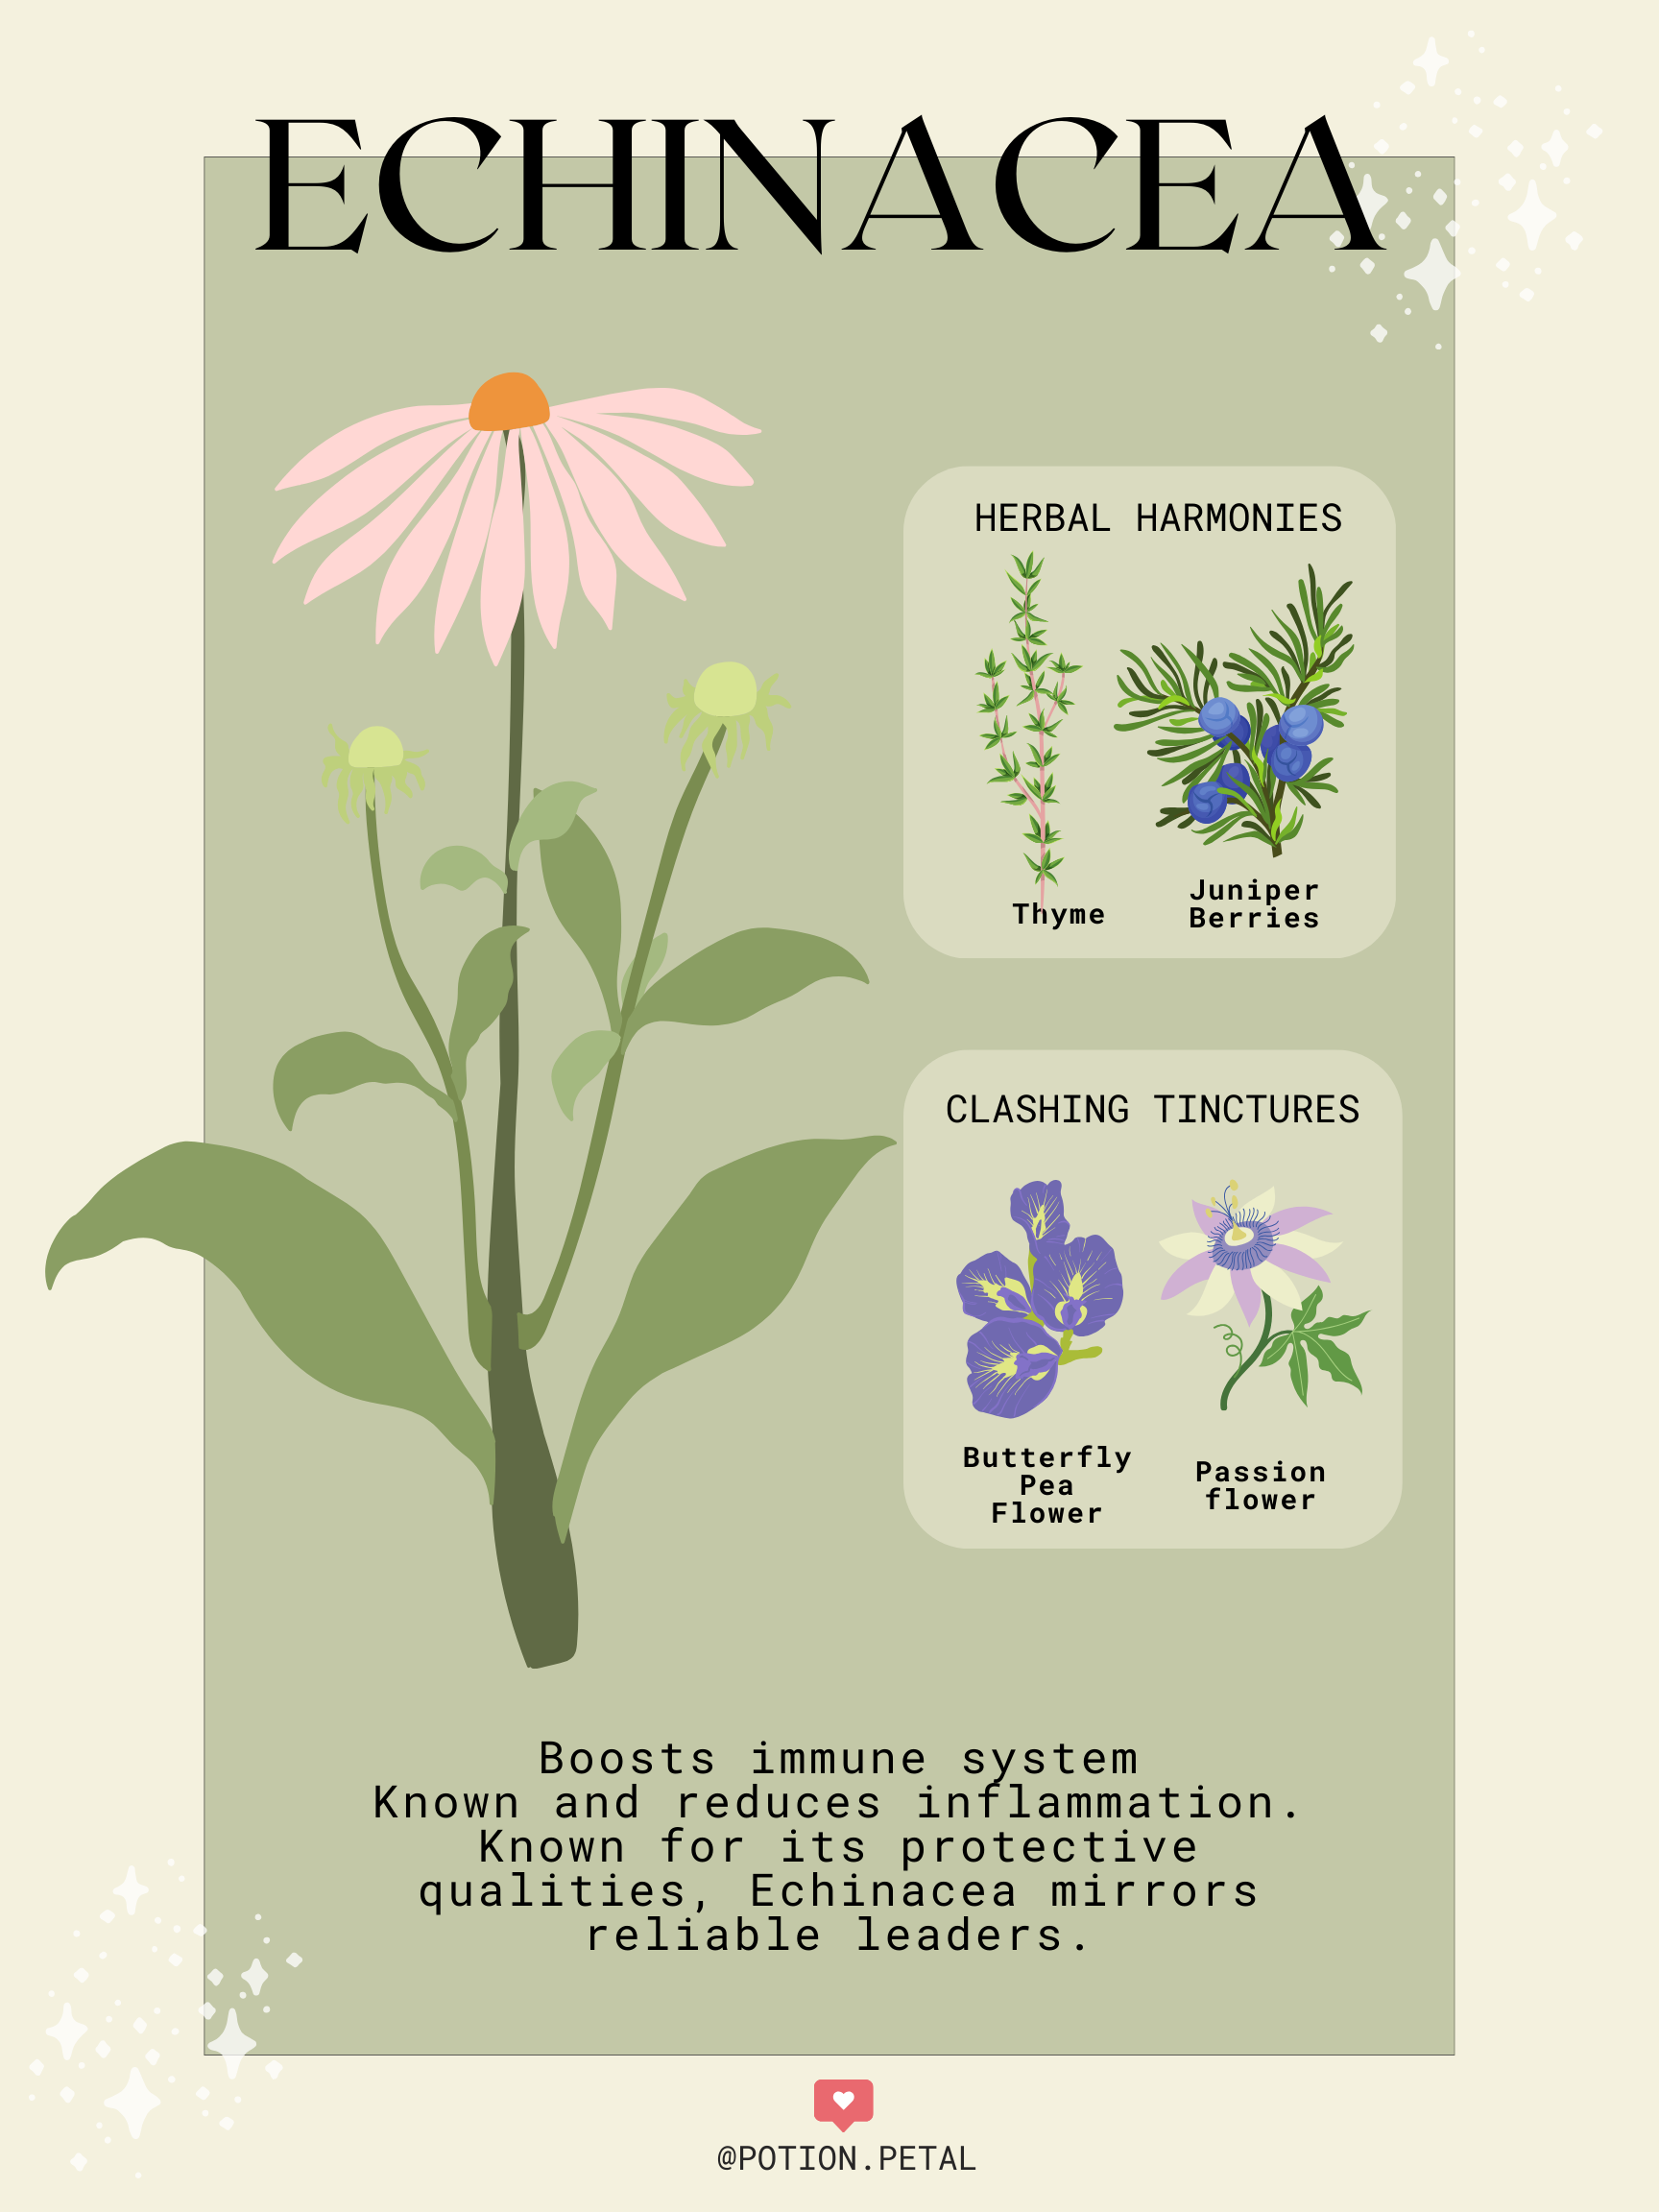 ECHINACEA
HERBAL HARMONIES
Thyme
Juniper
Berries
CLASHING TINCTURES
Butterfly
Pea
Flower
Passion
flower
Boosts immune system
Known and reduces inflammation.
Known for its protective
qualities, Echinacea mirrors
reliable leaders.
@POTION.PETAL